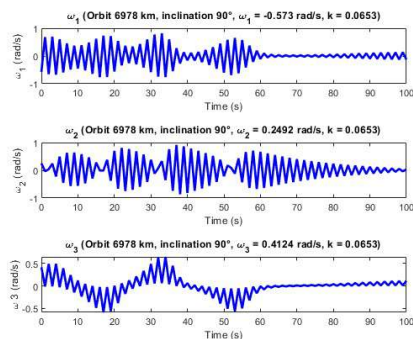 ω1 (Orbit 6978 km, inclination 90°, ω1 = -0.573 rad/s, k = 0.0653)
1
0
-1
0 10 20 30 40 50 60 70 80 90 100
Time (s)
ω1 (rad/s)
ω2 (Orbit 6978 km, inclination 90°, ω2 = 0.2492 rad/s, k = 0.0653)
1
0
-1
0 10 20 30 40 50 60 70 80 90 100
Time (s)
ω2 (rad/s)
ω3 (Orbit 6978 km, inclination 90°, ω3 = 0.4124 rad/s, k = 0.0653)
0.5
0
-0.5
0 10 20 30 40 50 60 70 80 90 100
Time (s)
ω3 (rad/s)